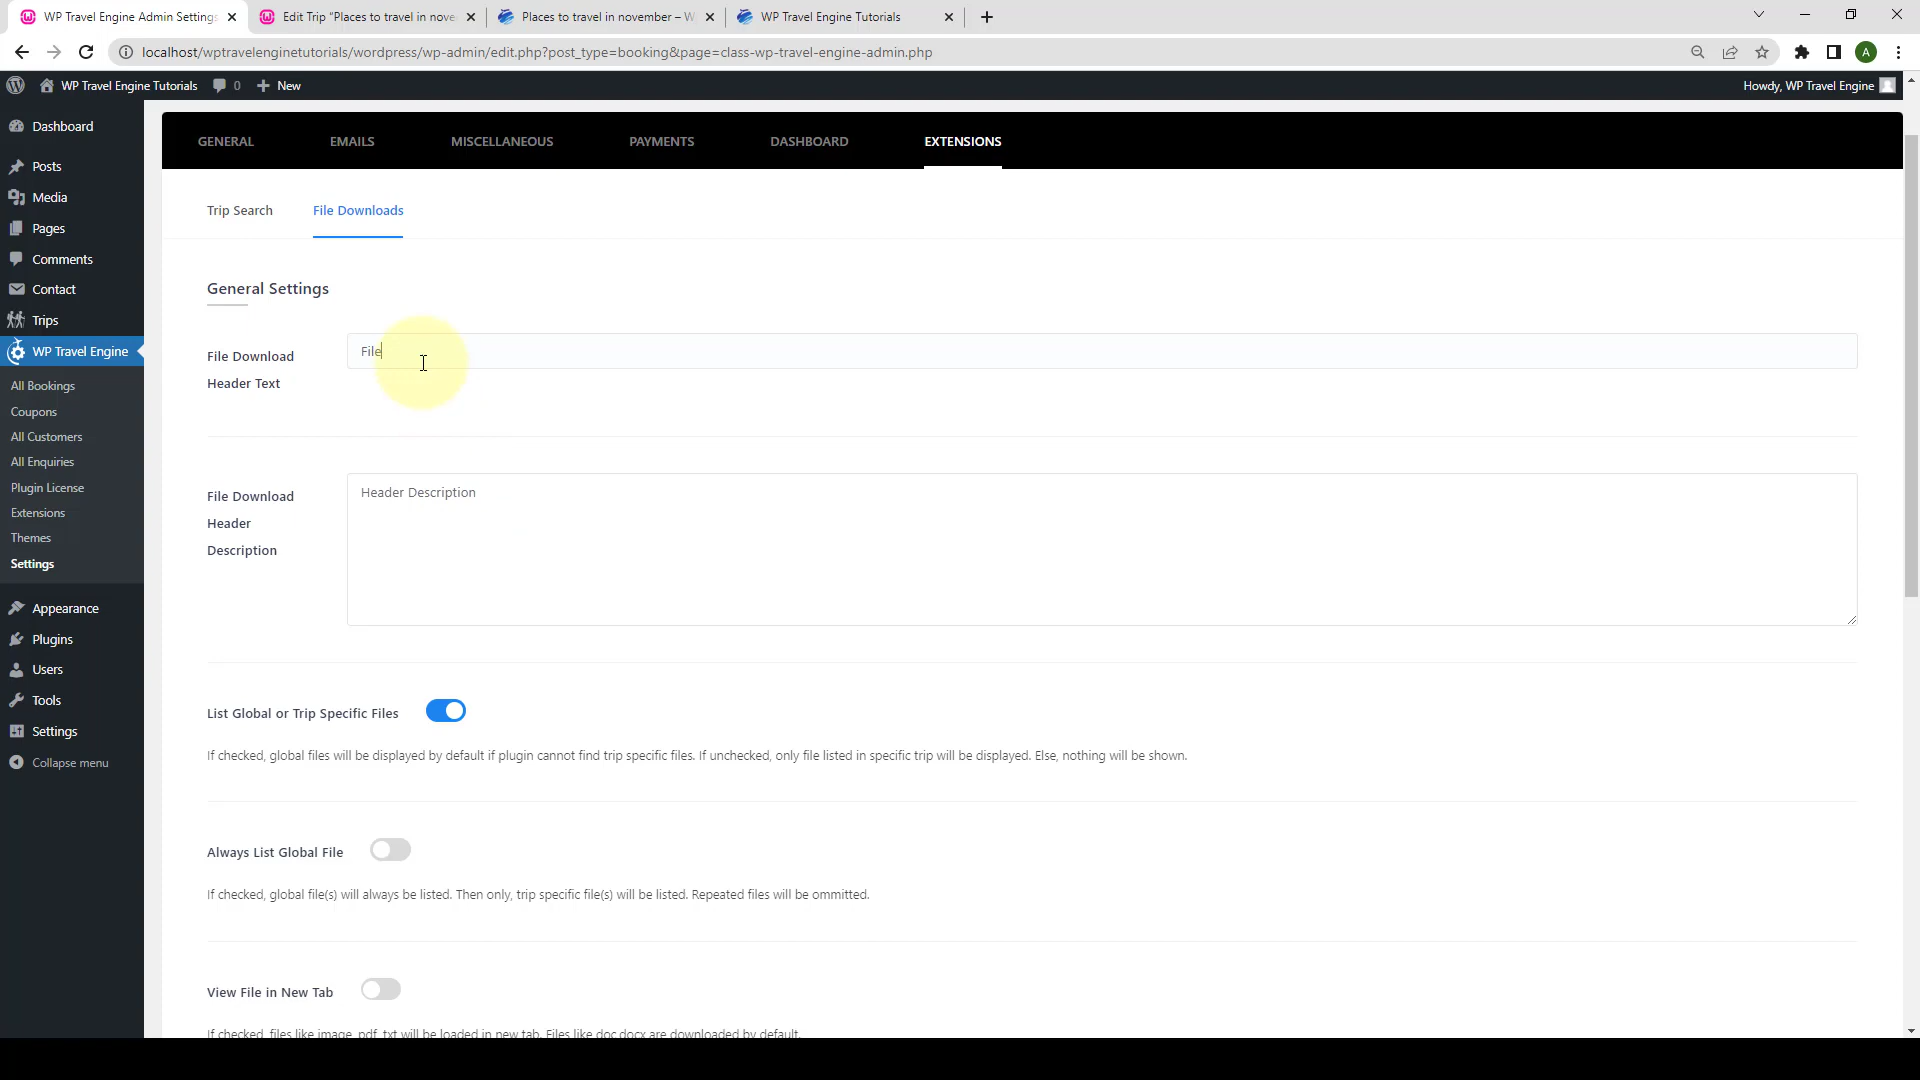 WP Travel Engine Admin Settings
Edit Trip "Places to travel in nove
Places to travel in november – W
WP Travel Engine Tutorials
localhost/wptravelenginetutorials/wordpress/wp-admin/edit.php?post_type=booking&page=class-wp-travel-engine-admin.php
A
WP Travel Engine Tutorials
0
New
Howdy, WP Travel Engine
Dashboard
Posts
Media
Pages
Comments
Contact
Trips
WP Travel Engine
All Bookings
Coupons
All Customers
All Enquiries
Plugin License
Extensions
Themes
Settings
Appearance
Plugins
Users
Tools
Settings
Collapse menu
GENERAL
EMAILS
MISCELLANEOUS
PAYMENTS
DASHBOARD
EXTENSIONS
Trip Search
File Downloads
General Settings
File Download
Header Text
File
File Download
Header
Description
Header Description
List Global or Trip Specific Files
If checked, global files will be displayed by default if plugin cannot find trip specific files. If unchecked, only file listed in specific trip will be displayed. Else, nothing will be shown.
Always List Global File
If checked, global file(s) will always be listed. Then only, trip specific file(s) will be listed. Repeated files will be ommitted.
View File in New Tab
If checked, files like image, pdf, txt will be loaded in new tab. Files like doc,docx are downloaded by default.